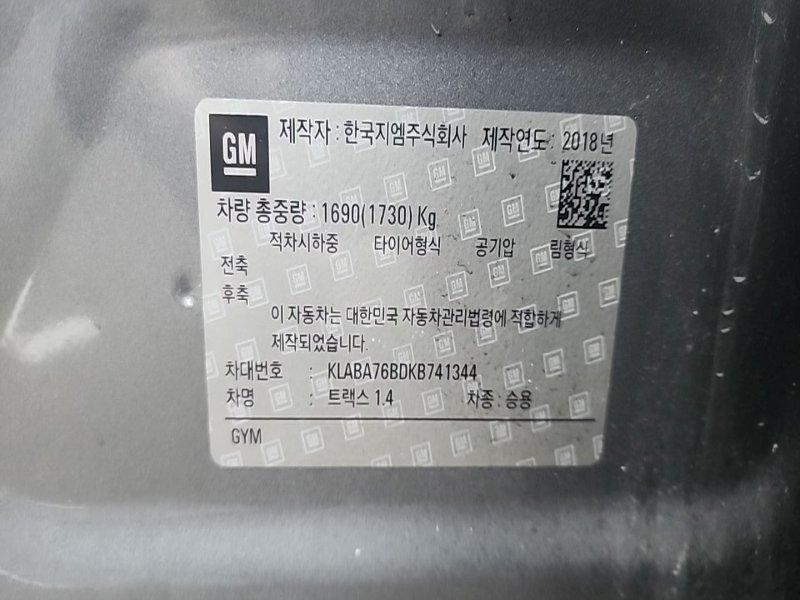 GM 제작자 : 한국지엠주식회사 제작연도 : 2018년
차량 총중량 : 1690(1730) Kg
적차시하중 타이어형식 공기압 림형식
전축
후축
이 자동차는 대한민국 자동차관리법령에 적합하게
제작되었습니다.
차대번호 : KLABA76BDKB741344
차명 : 트랙스 1.4 차종 : 승용
GYM